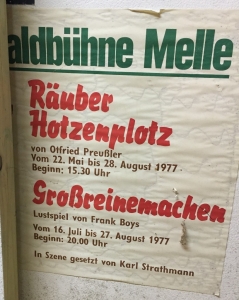 aldbühne Melle
Räuber
Hotzenplotz
von Otfried Preußler
Vom 22. Mai bis 28. August 1977
Beginn: 15.30 Uhr
Großreinemachen
Lustspiel von Frank Boys
Vom 16. Juli bis 27. August 1977
Beginn: 20.00 Uhr
In Szene gesetzt von Karl Strathmann